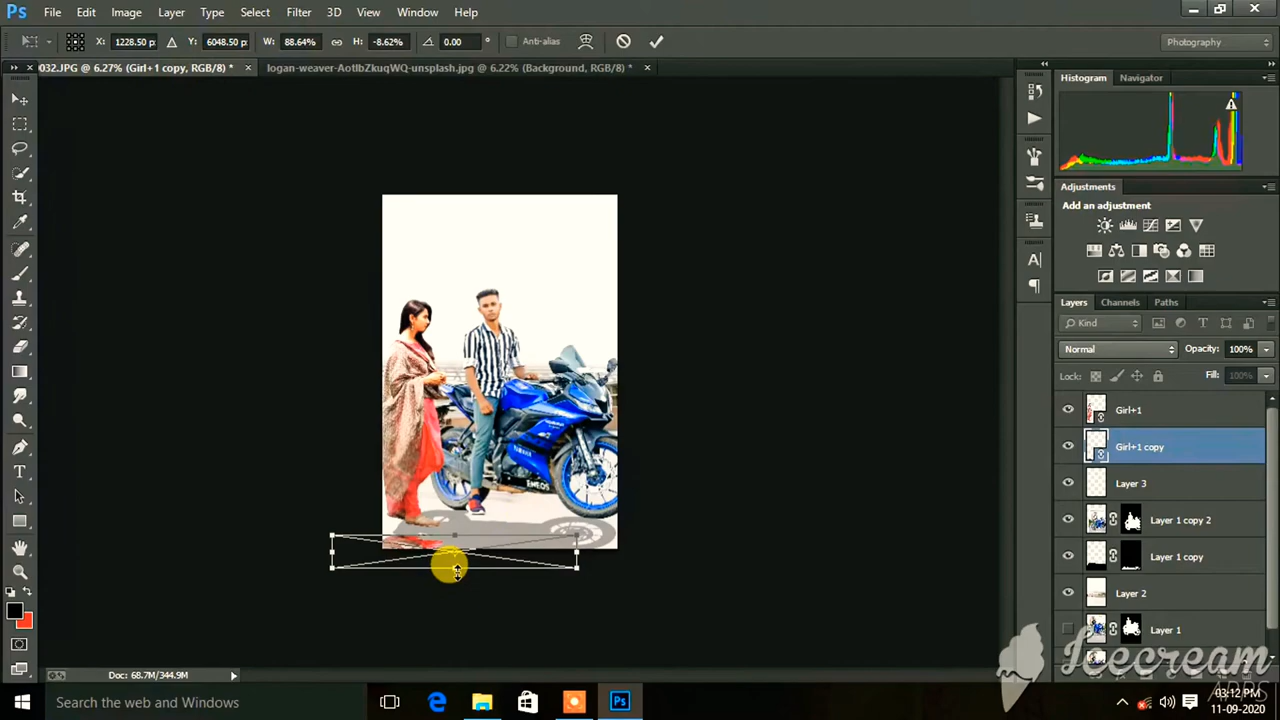 Ps File Edit Image Layer Type Select Filter 3D View Window Help
X: 1228.50 p Y: 6048.50 p W: 88.64% H: -8.62% 0.00 ° Anti-alias Photography
032.JPG @ 6.27% (Girl+1 copy, RGB/8) * × logan-weaver-AotlbZkuqWQ-unsplash.jpg @ 6.22% (Background, RGB/8) * ×
Histogram Navigator
Adjustments
Add an adjustment
Layers Channels Paths
Kind
Normal Opacity: 100%
Lock: Fill: 100%
Girl+1
Girl+1 copy
Layer 3
Layer 1 copy 2
Layer 1 copy
Layer 2
Layer 1
YAMAHA
ENEOS
Icecream
APPS
Doc: 68.7M/344.9M
Search the web and Windows
Ps
03:12 PM
11-09-2020